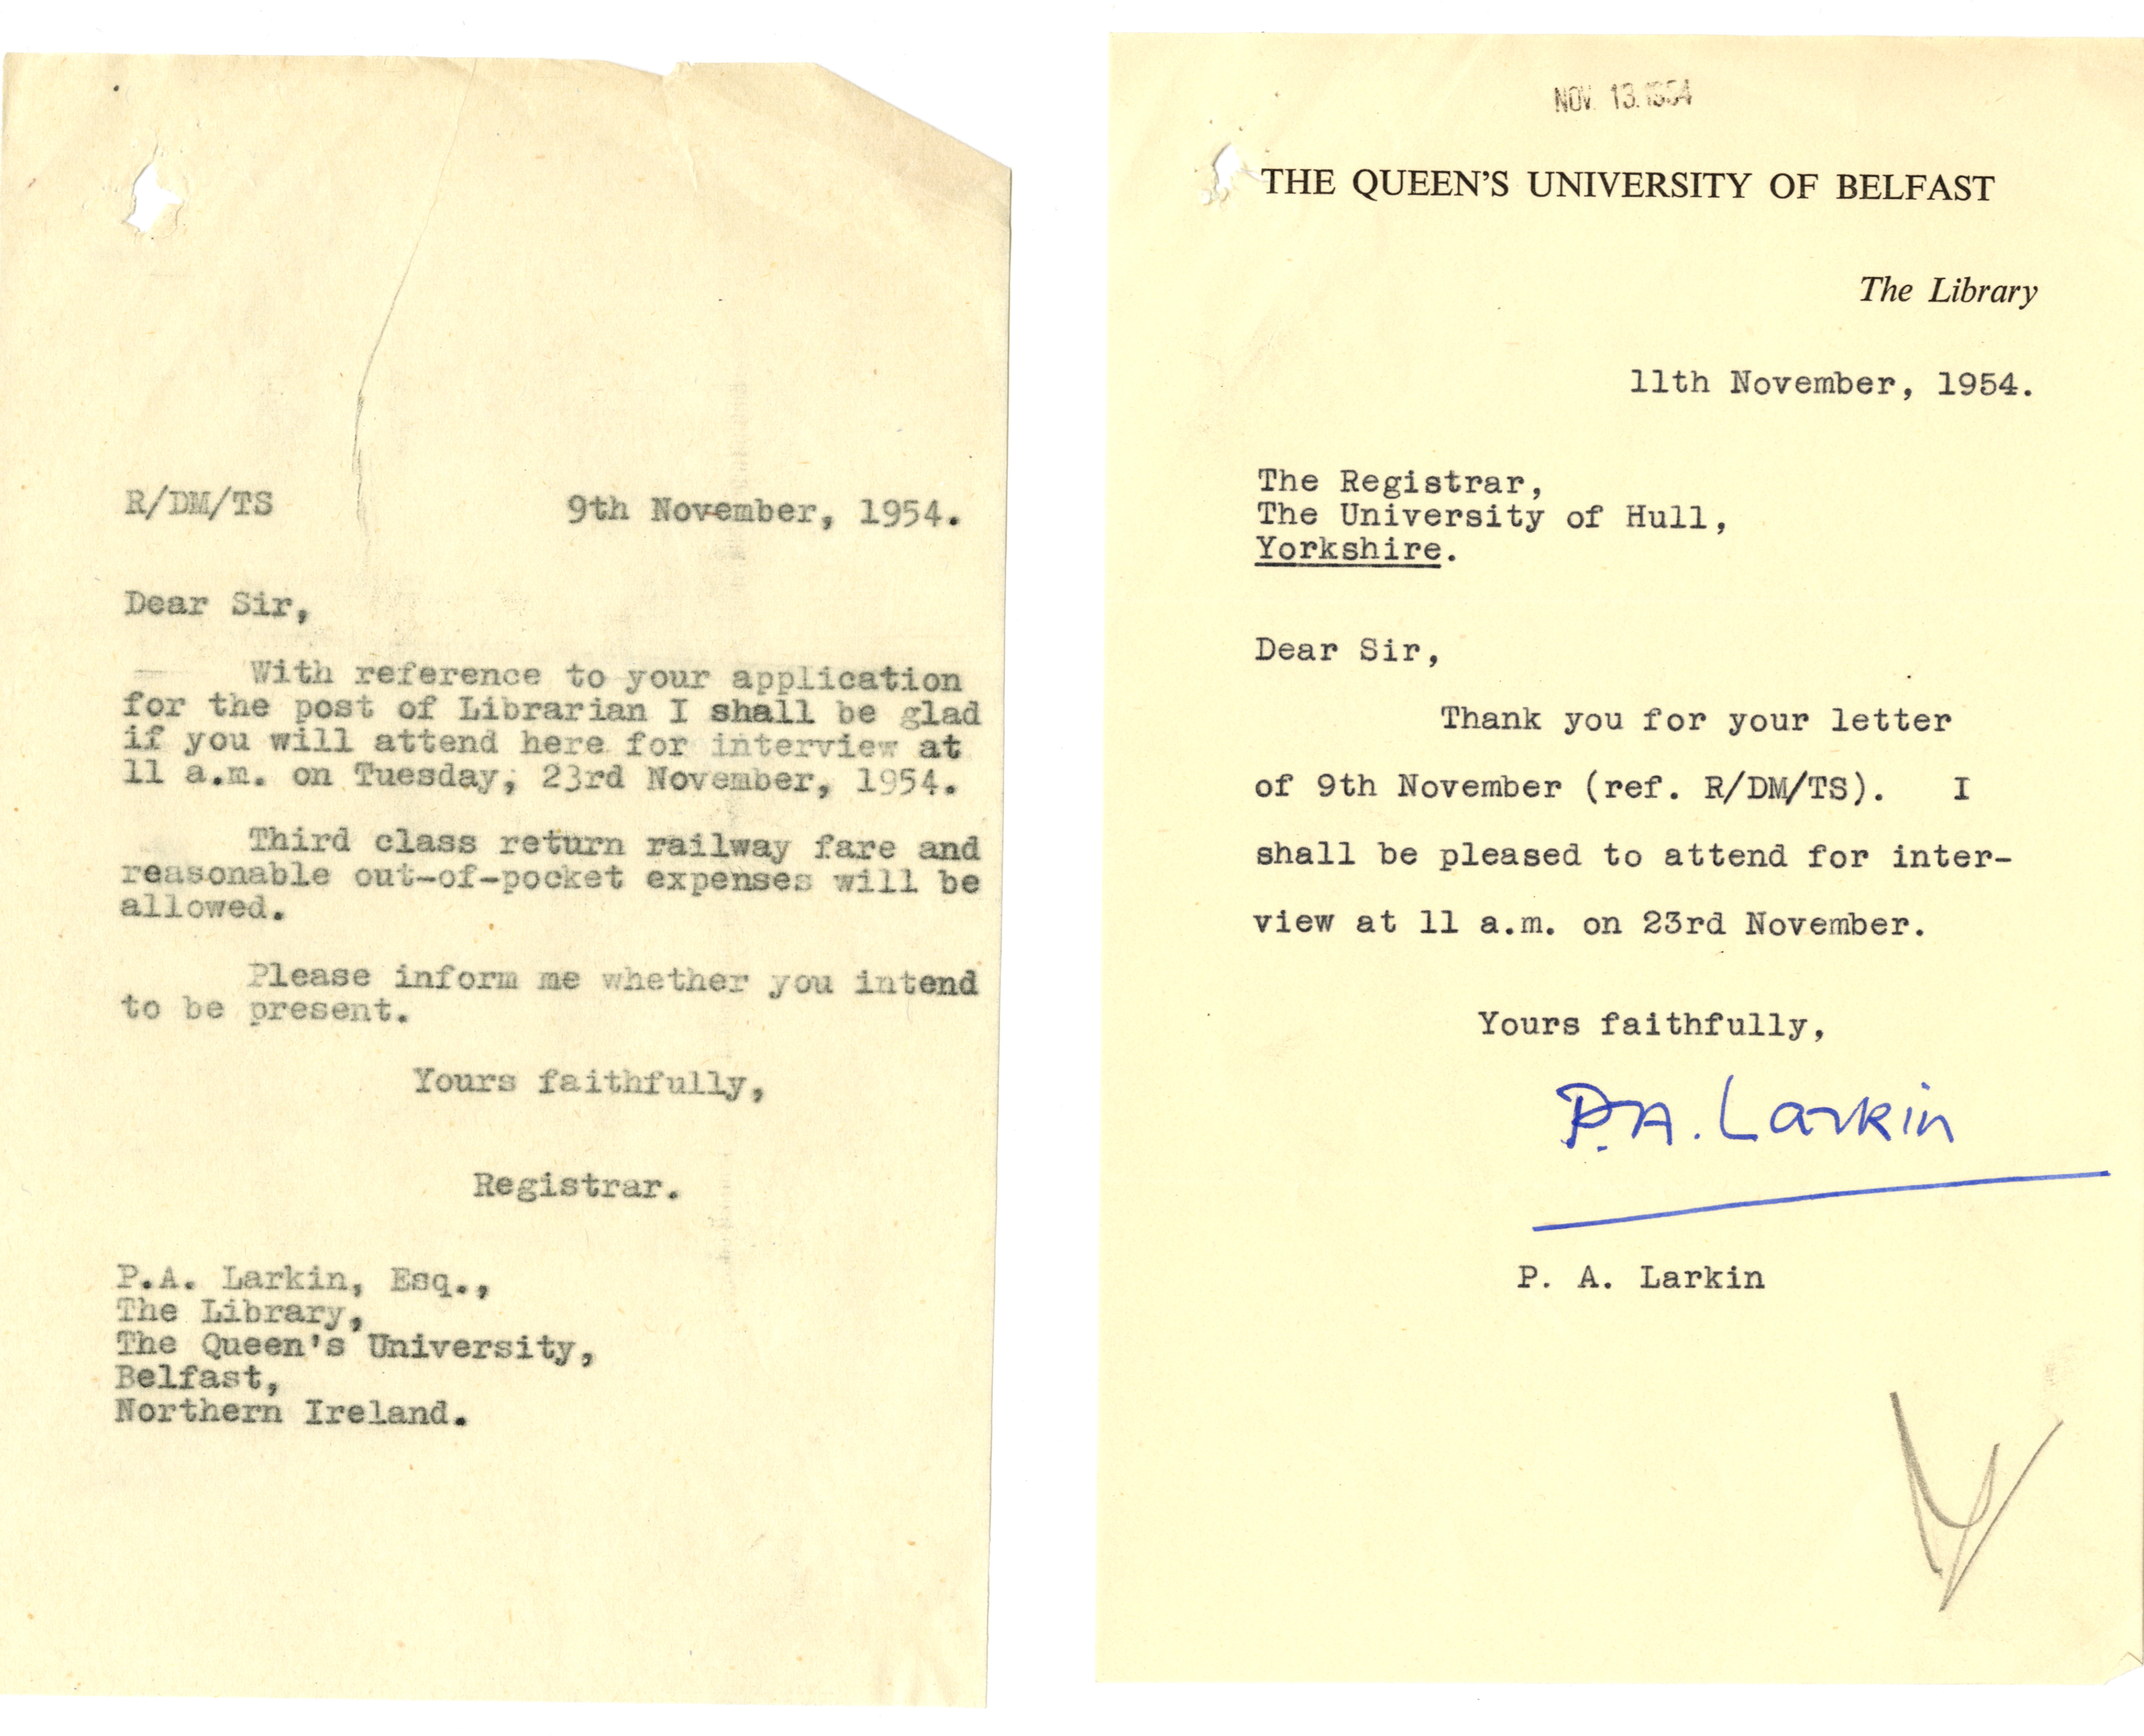 R/DM/TS 9th November, 1954.
Dear Sir,
With reference to your application
for the post of Librarian I shall be glad
if you will attend here for interview at
11 a.m. on Tuesday, 23rd November, 1954.
Third class return railway fare and
reasonable out-of-pocket expenses will be
allowed.
Please inform me whether you intend
to be present.
Yours faithfully,
Registrar.
P.A. Larkin, Esq.,
The Library,
The Queen's University,
Belfast,
Northern Ireland.
NOV. 13.1954
THE QUEEN'S UNIVERSITY OF BELFAST
The Library
11th November, 1954.
The Registrar,
The University of Hull,
Yorkshire.
Dear Sir,
Thank you for your letter
of 9th November (ref. R/DM/TS). I
shall be pleased to attend for inter-
view at 11 a.m. on 23rd November.
Yours faithfully,
P.A. Larkin
P. A. Larkin